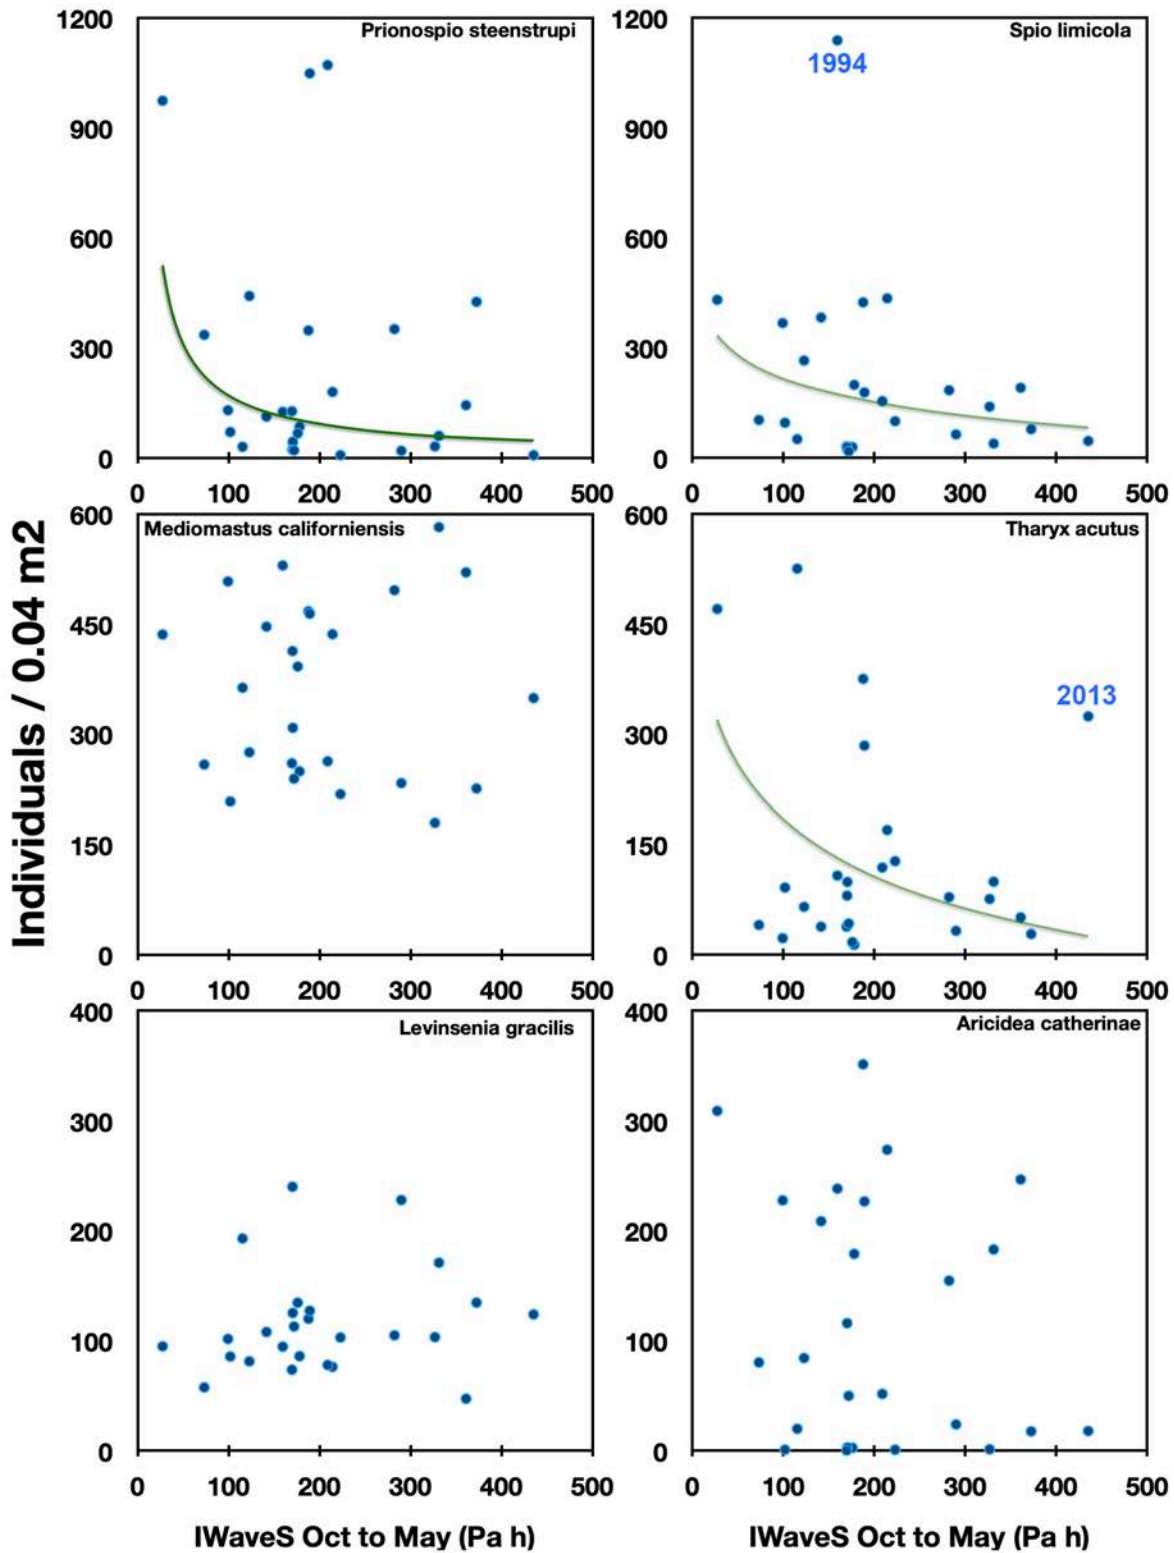 Individuals / 0.04 m2
Prionospio steenstrupi
1200
900
600
300
0
0 100 200 300 400 500
Spio limicola
1994
1200
900
600
300
0
0 100 200 300 400 500
Mediomastus californiensis
600
450
300
150
0
0 100 200 300 400 500
Tharyx acutus
2013
600
450
300
150
0
0 100 200 300 400 500
Levinsenia gracilis
400
300
200
100
0
0 100 200 300 400 500
IWaveS Oct to May (Pa h)
Aricidea catherinae
400
300
200
100
0
0 100 200 300 400 500
IWaveS Oct to May (Pa h)